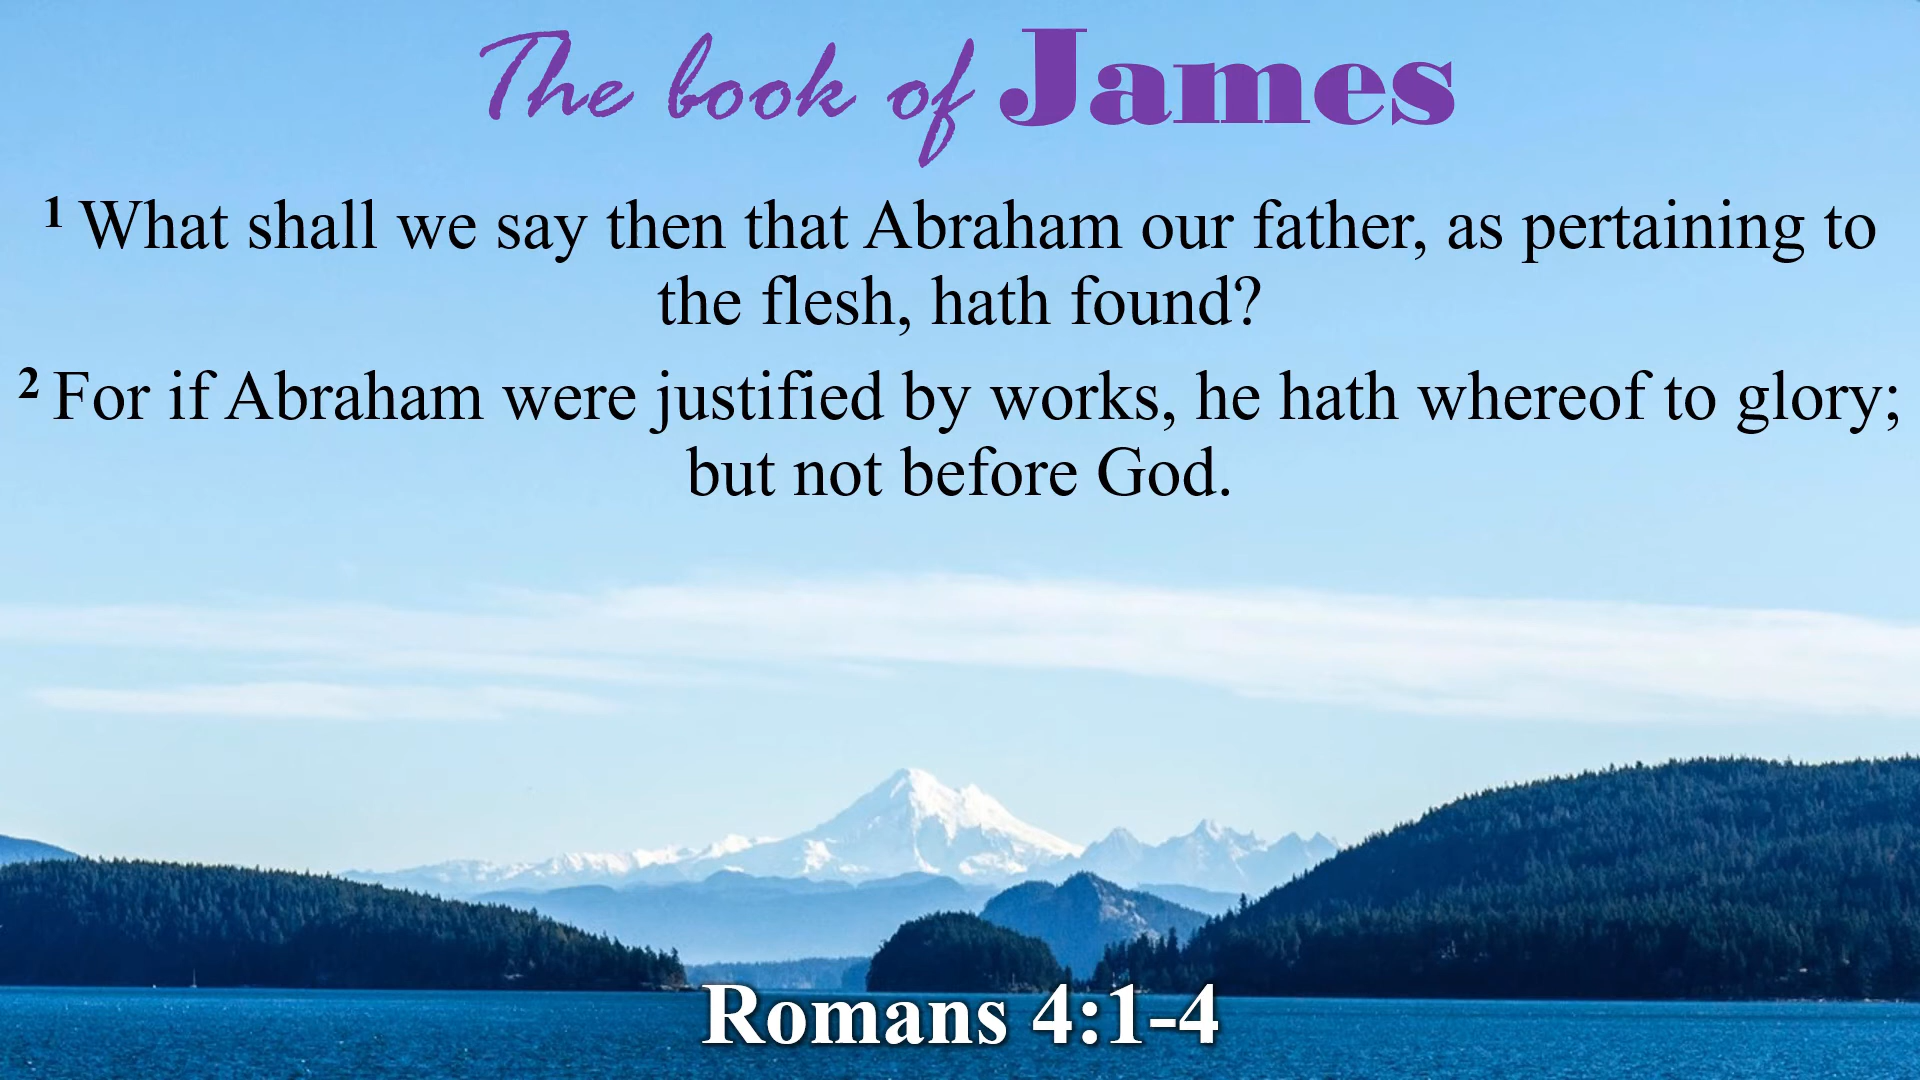 The book of James
1 What shall we say then that Abraham our father, as pertaining to
the flesh, hath found?
2 For if Abraham were justified by works, he hath whereof to glory;
but not before God.
Romans 4:1-4